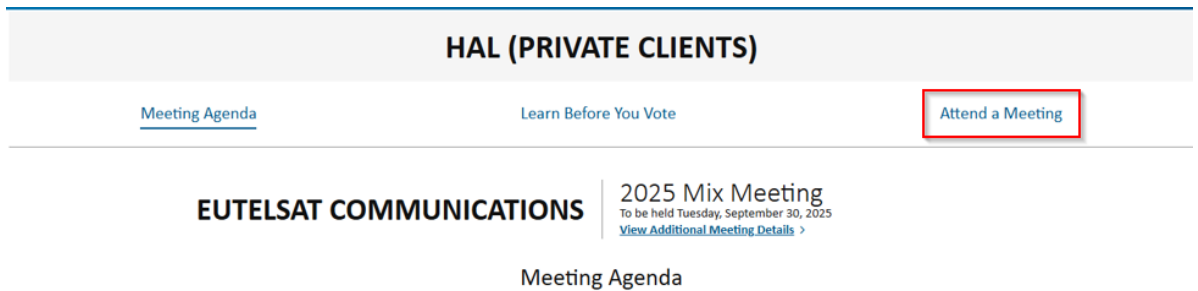 HAL (PRIVATE CLIENTS)
Meeting Agenda Learn Before You Vote Attend a Meeting
EUTELSAT COMMUNICATIONS
2025 Mix Meeting
To be held Tuesday, September 30, 2025
View Additional Meeting Details >
Meeting Agenda